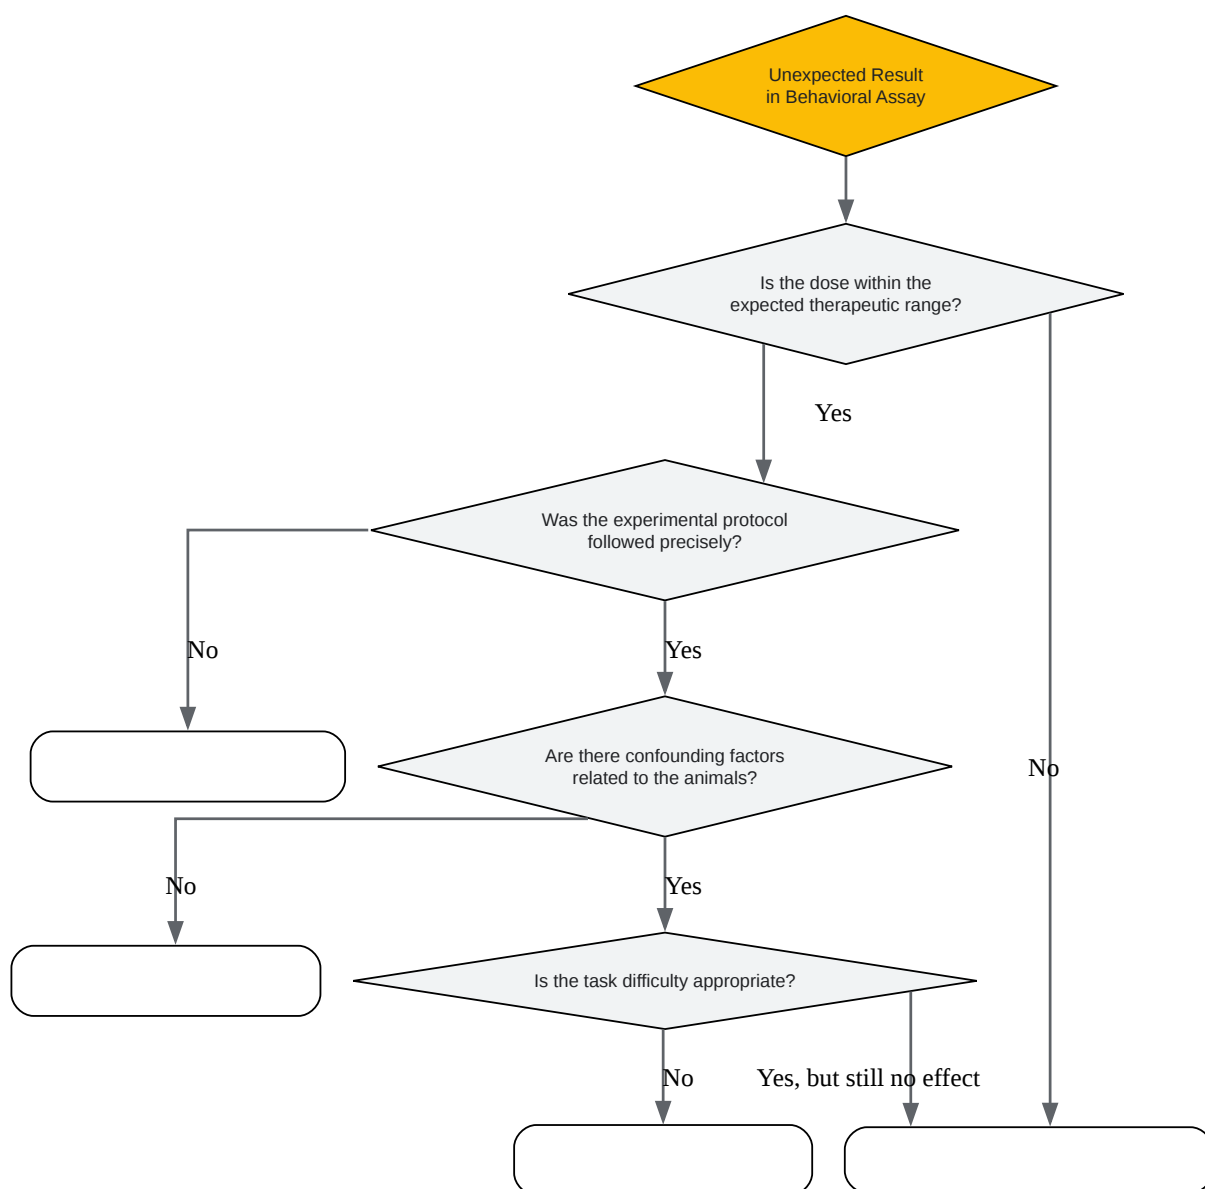 Unexpected Result
in Behavioral Assay
Is the dose within the
expected therapeutic range?
Yes
Was the experimental protocol
followed precisely?
No
Yes
Are there confounding factors
related to the animals?
No
No
Yes
Is the task difficulty appropriate?
No
Yes, but still no effect